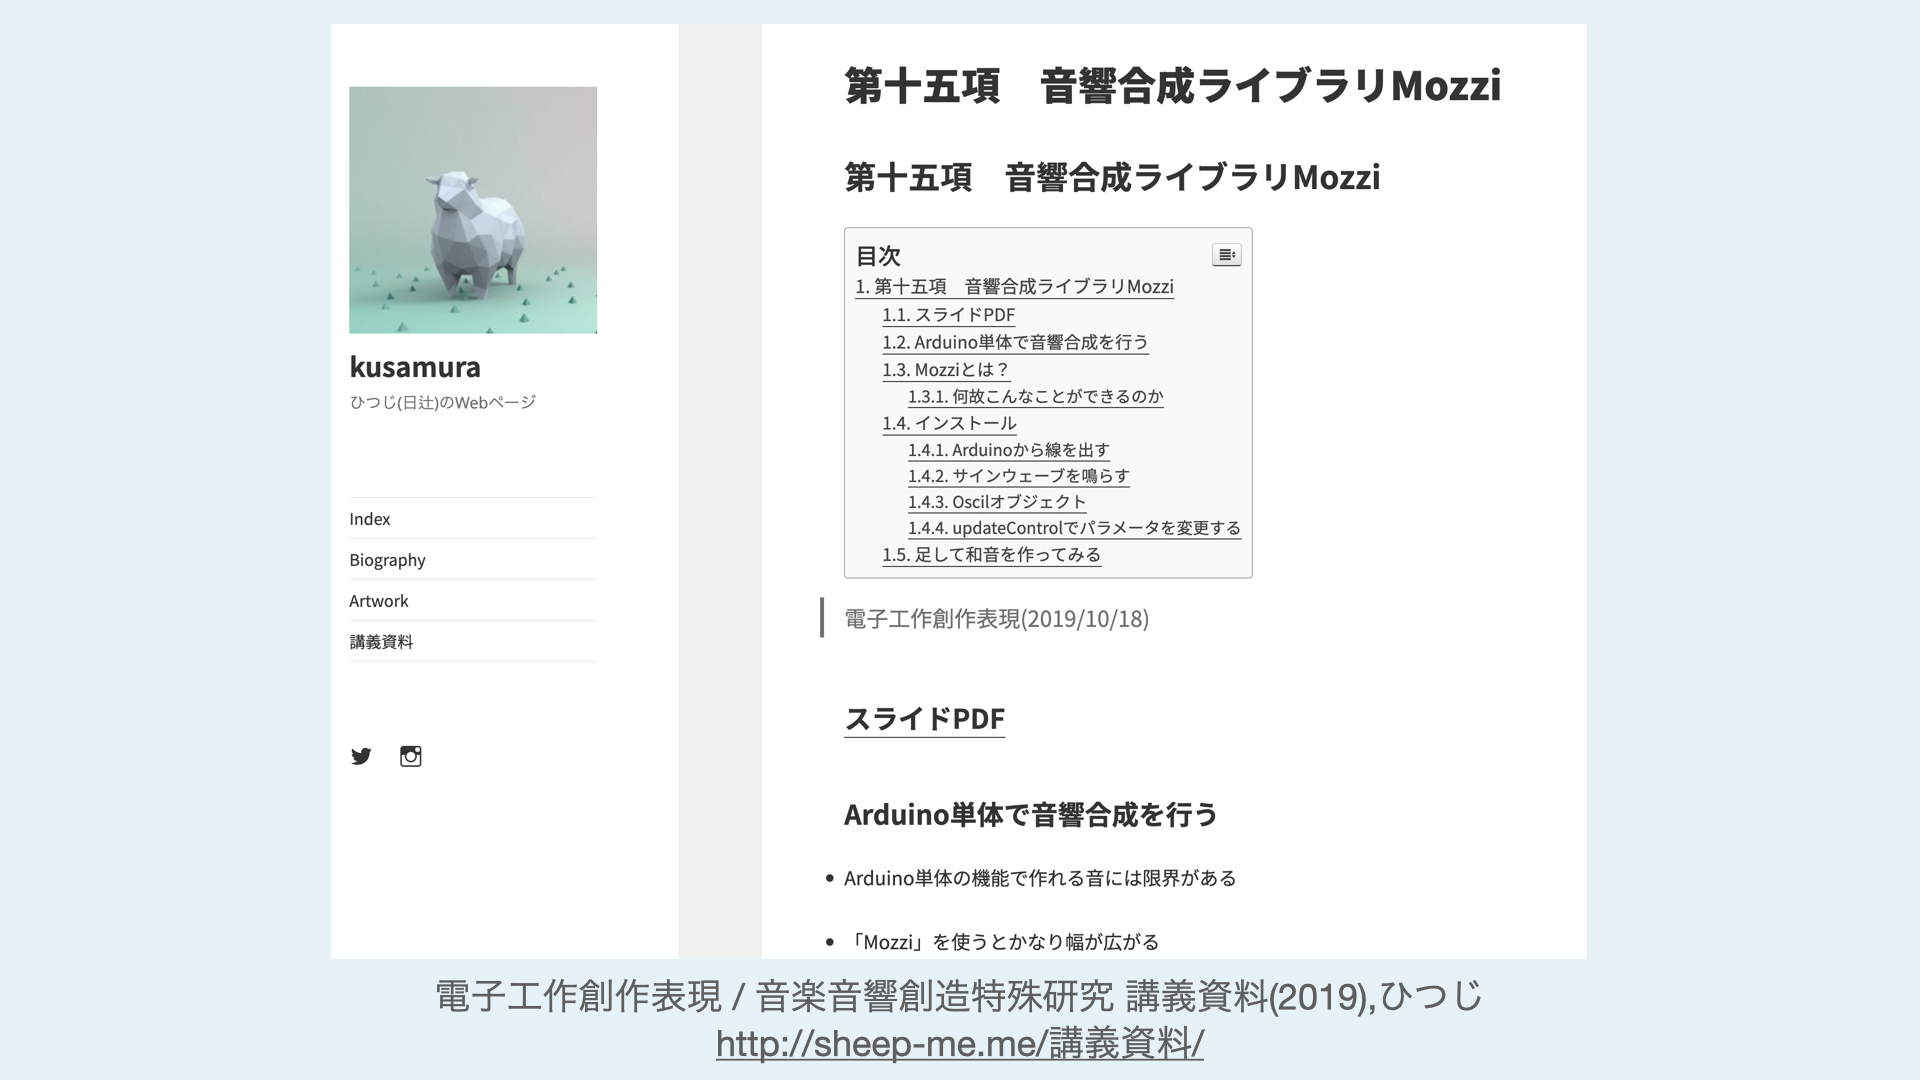 kusamura
ひつじ(日辻)のWebページ
Index
Biography
Artwork
講義資料
第十五項　音響合成ライブラリMozzi
第十五項　音響合成ライブラリMozzi
目次
1. 第十五項　音響合成ライブラリMozzi
1.1. スライドPDF
1.2. Arduino単体で音響合成を行う
1.3. Mozziとは？
1.3.1. 何故こんなことができるのか
1.4. インストール
1.4.1. Arduinoから線を出す
1.4.2. サインウェーブを鳴らす
1.4.3. Oscilオブジェクト
1.4.4. updateControlでパラメータを変更する
1.5. 足して和音を作ってみる
電子工作創作表現(2019/10/18)
スライドPDF
Arduino単体で音響合成を行う
• Arduino単体の機能で作れる音には限界がある
• 「Mozzi」を使うとかなり幅が広がる
電子工作創作表現 / 音楽音響創造特殊研究 講義資料(2019),ひつじ
http://sheep-me.me/講義資料/